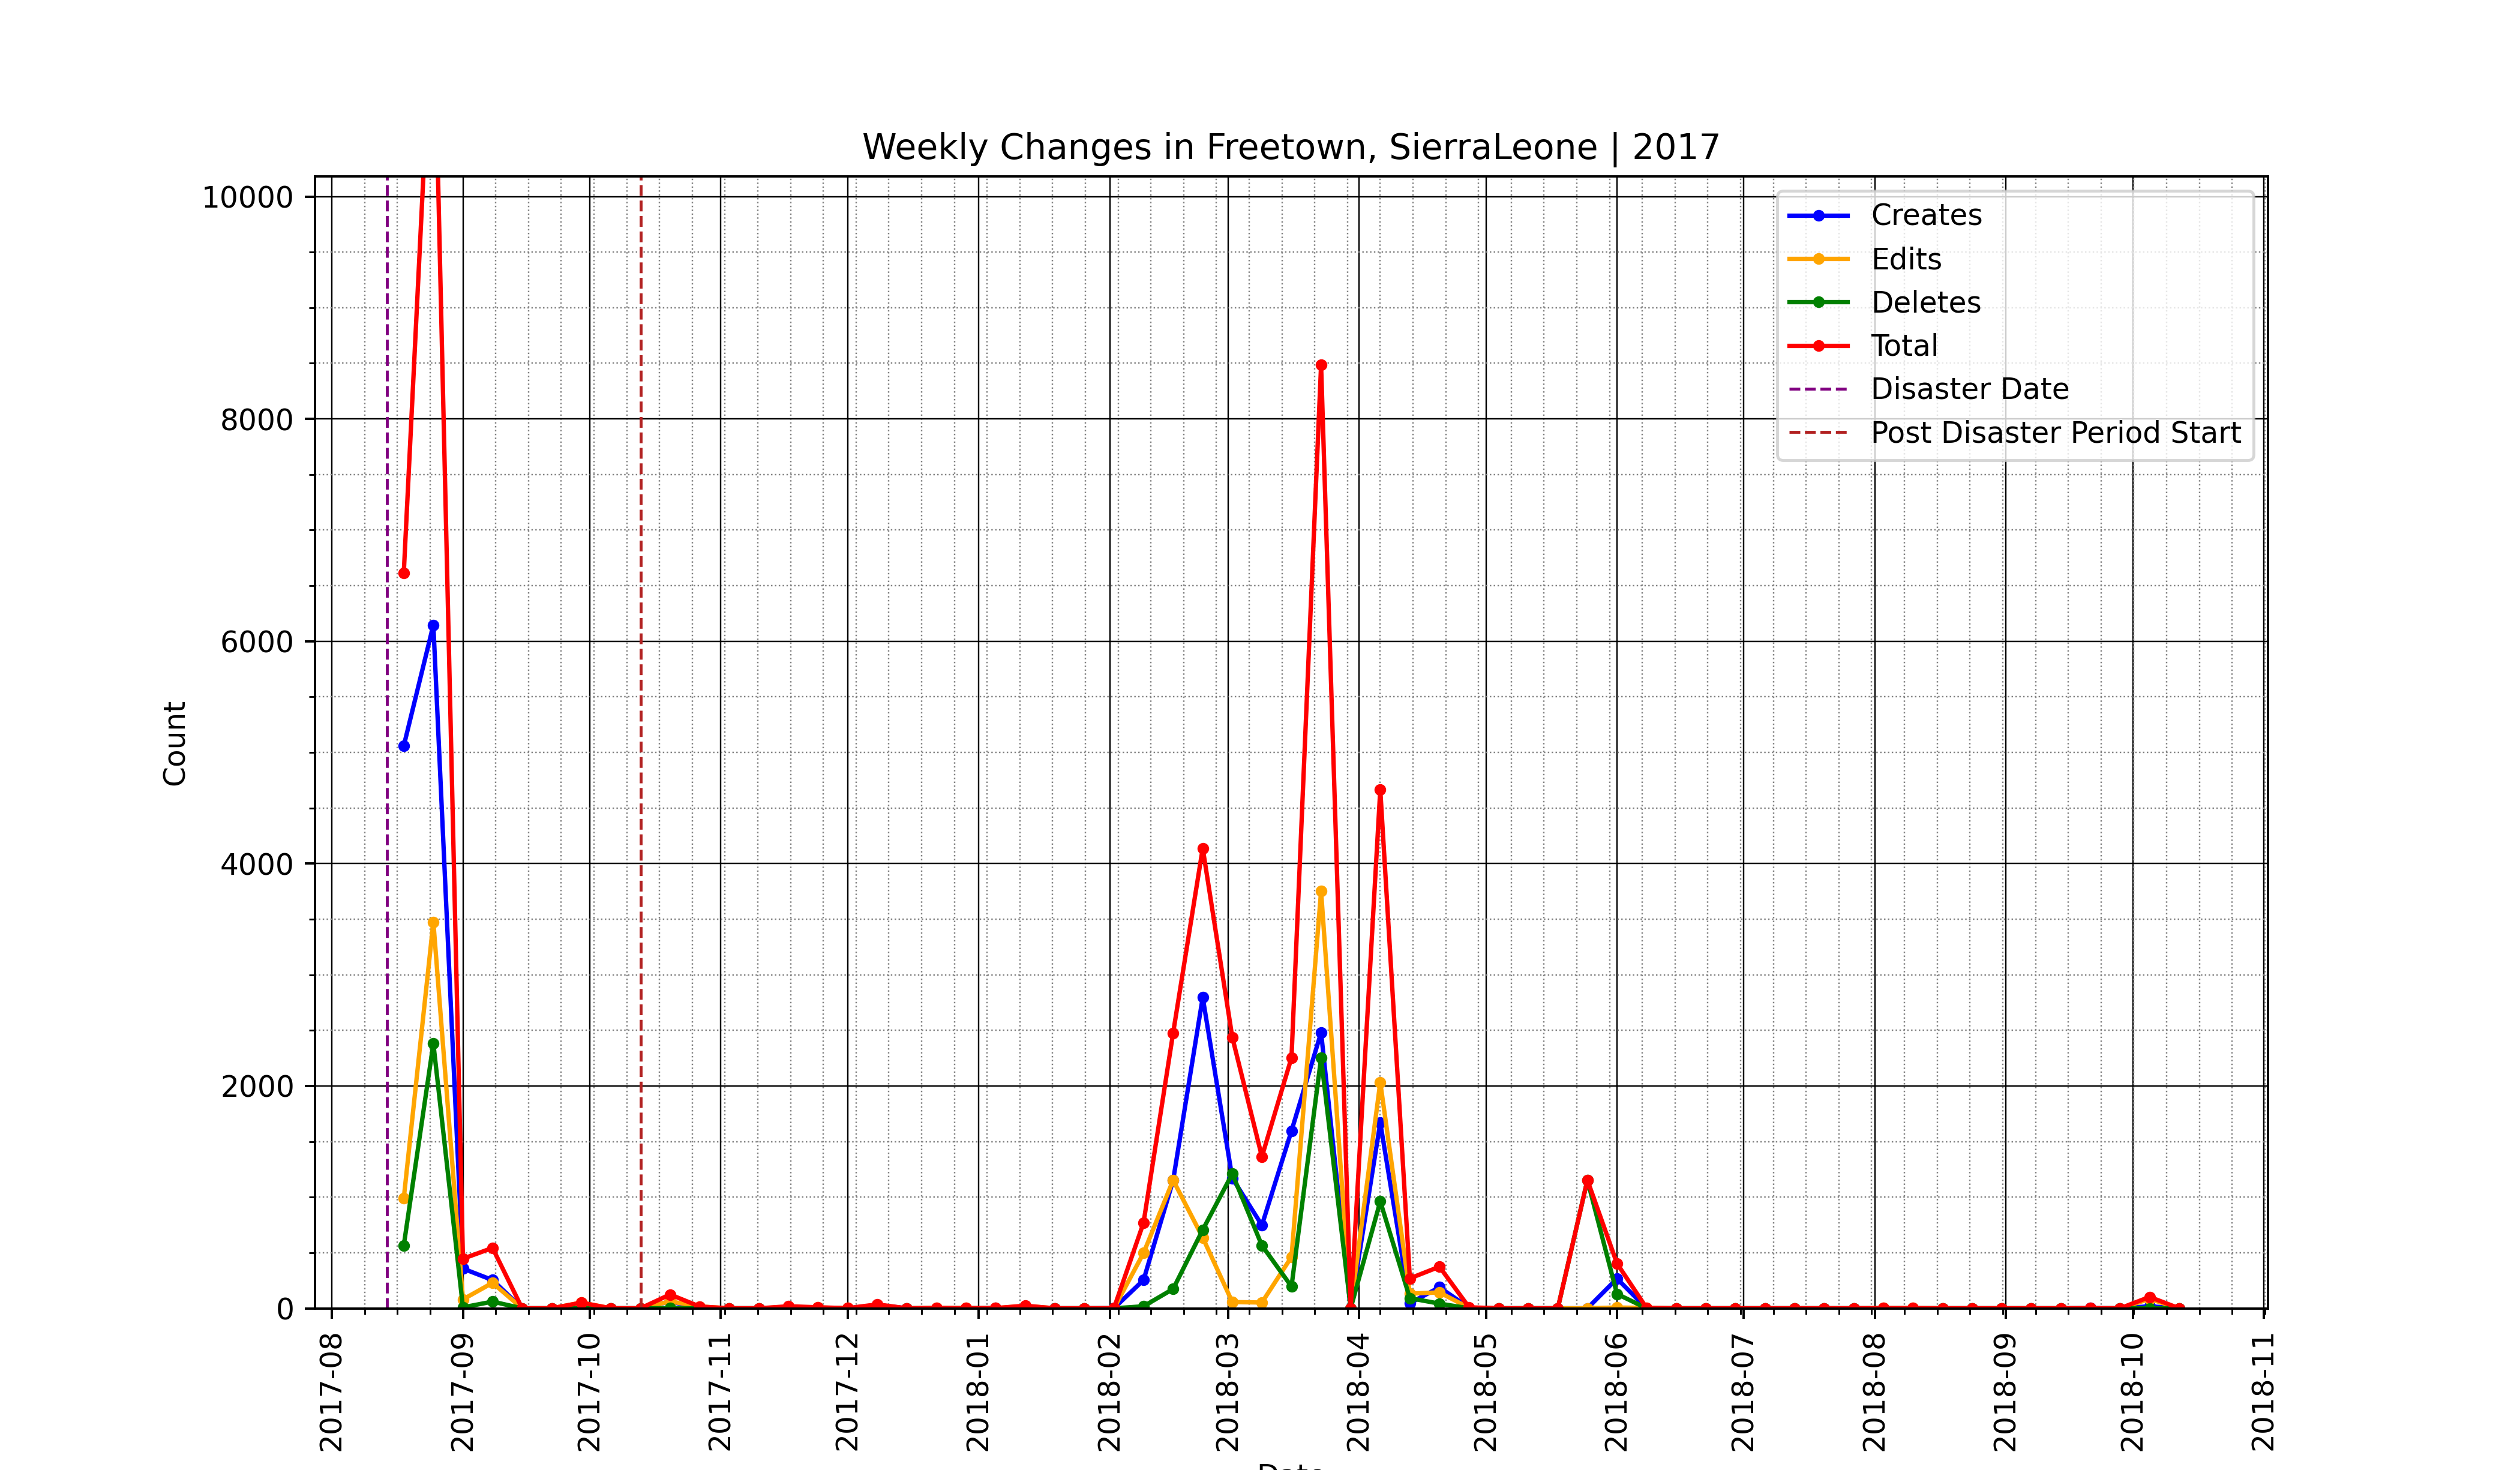 Weekly Changes in Freetown, SierraLeone | 2017
10000
8000
6000
4000
2000
0
Count
Creates
Edits
Deletes
Total
Disaster Date
Post Disaster Period Start
2017-08
2017-09
2017-10
2017-11
2017-12
2018-01
2018-02
2018-03
2018-04
2018-05
2018-06
2018-07
2018-08
2018-09
2018-10
2018-11
Date